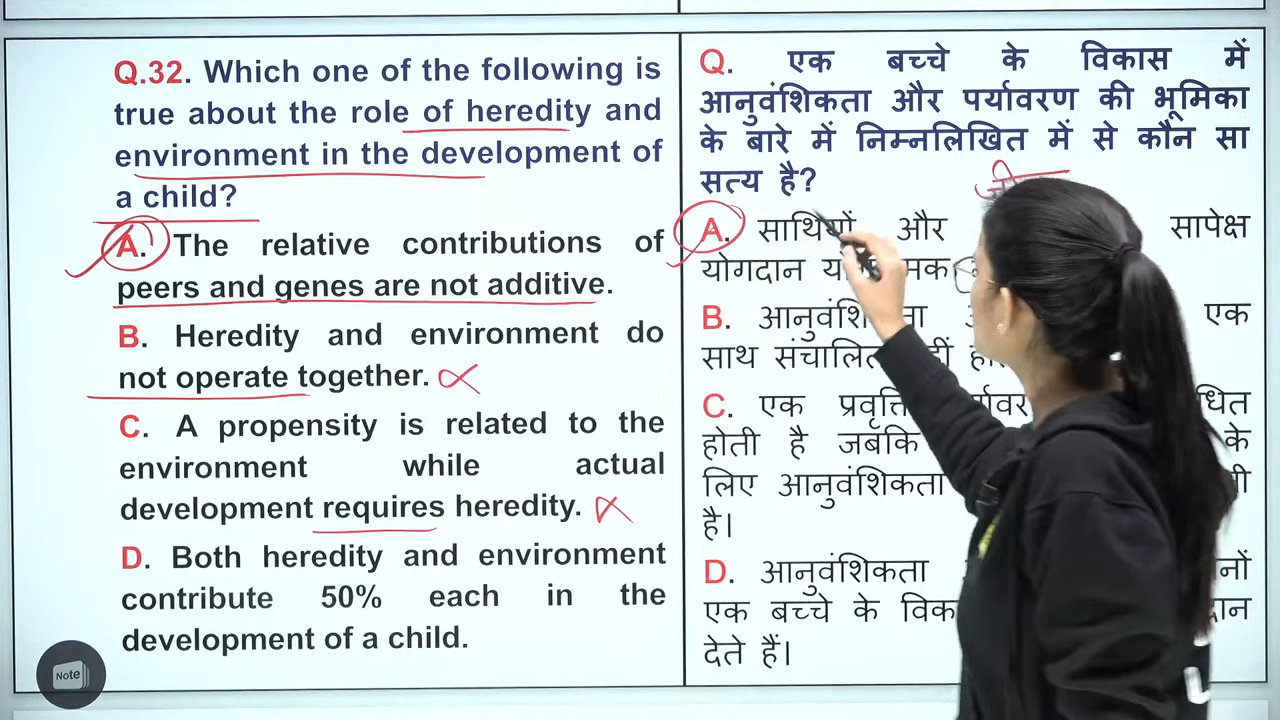 Q.32. Which one of the following is
true about the role of heredity and
environment in the development of
a child?
A. The relative contributions of
peers and genes are not additive.
B. Heredity and environment do
not operate together.
C. A propensity is related to the
environment while actual
development requires heredity.
D. Both heredity and environment
contribute 50% each in the
development of a child.
Q. एक बच्चे के विकास में
आनुवंशिकता और पर्यावरण की भूमिका
के बारे में निम्नलिखित में से कौन सा
सत्य है?
A. साथियों और सापेक्ष
योगदान
B. एक
साथ
C. एक
होती है जबकि के
लिए आनुवंशिकता
है।
D. आनुवंशिकता
एक बच्चे के
देते हैं।
Note